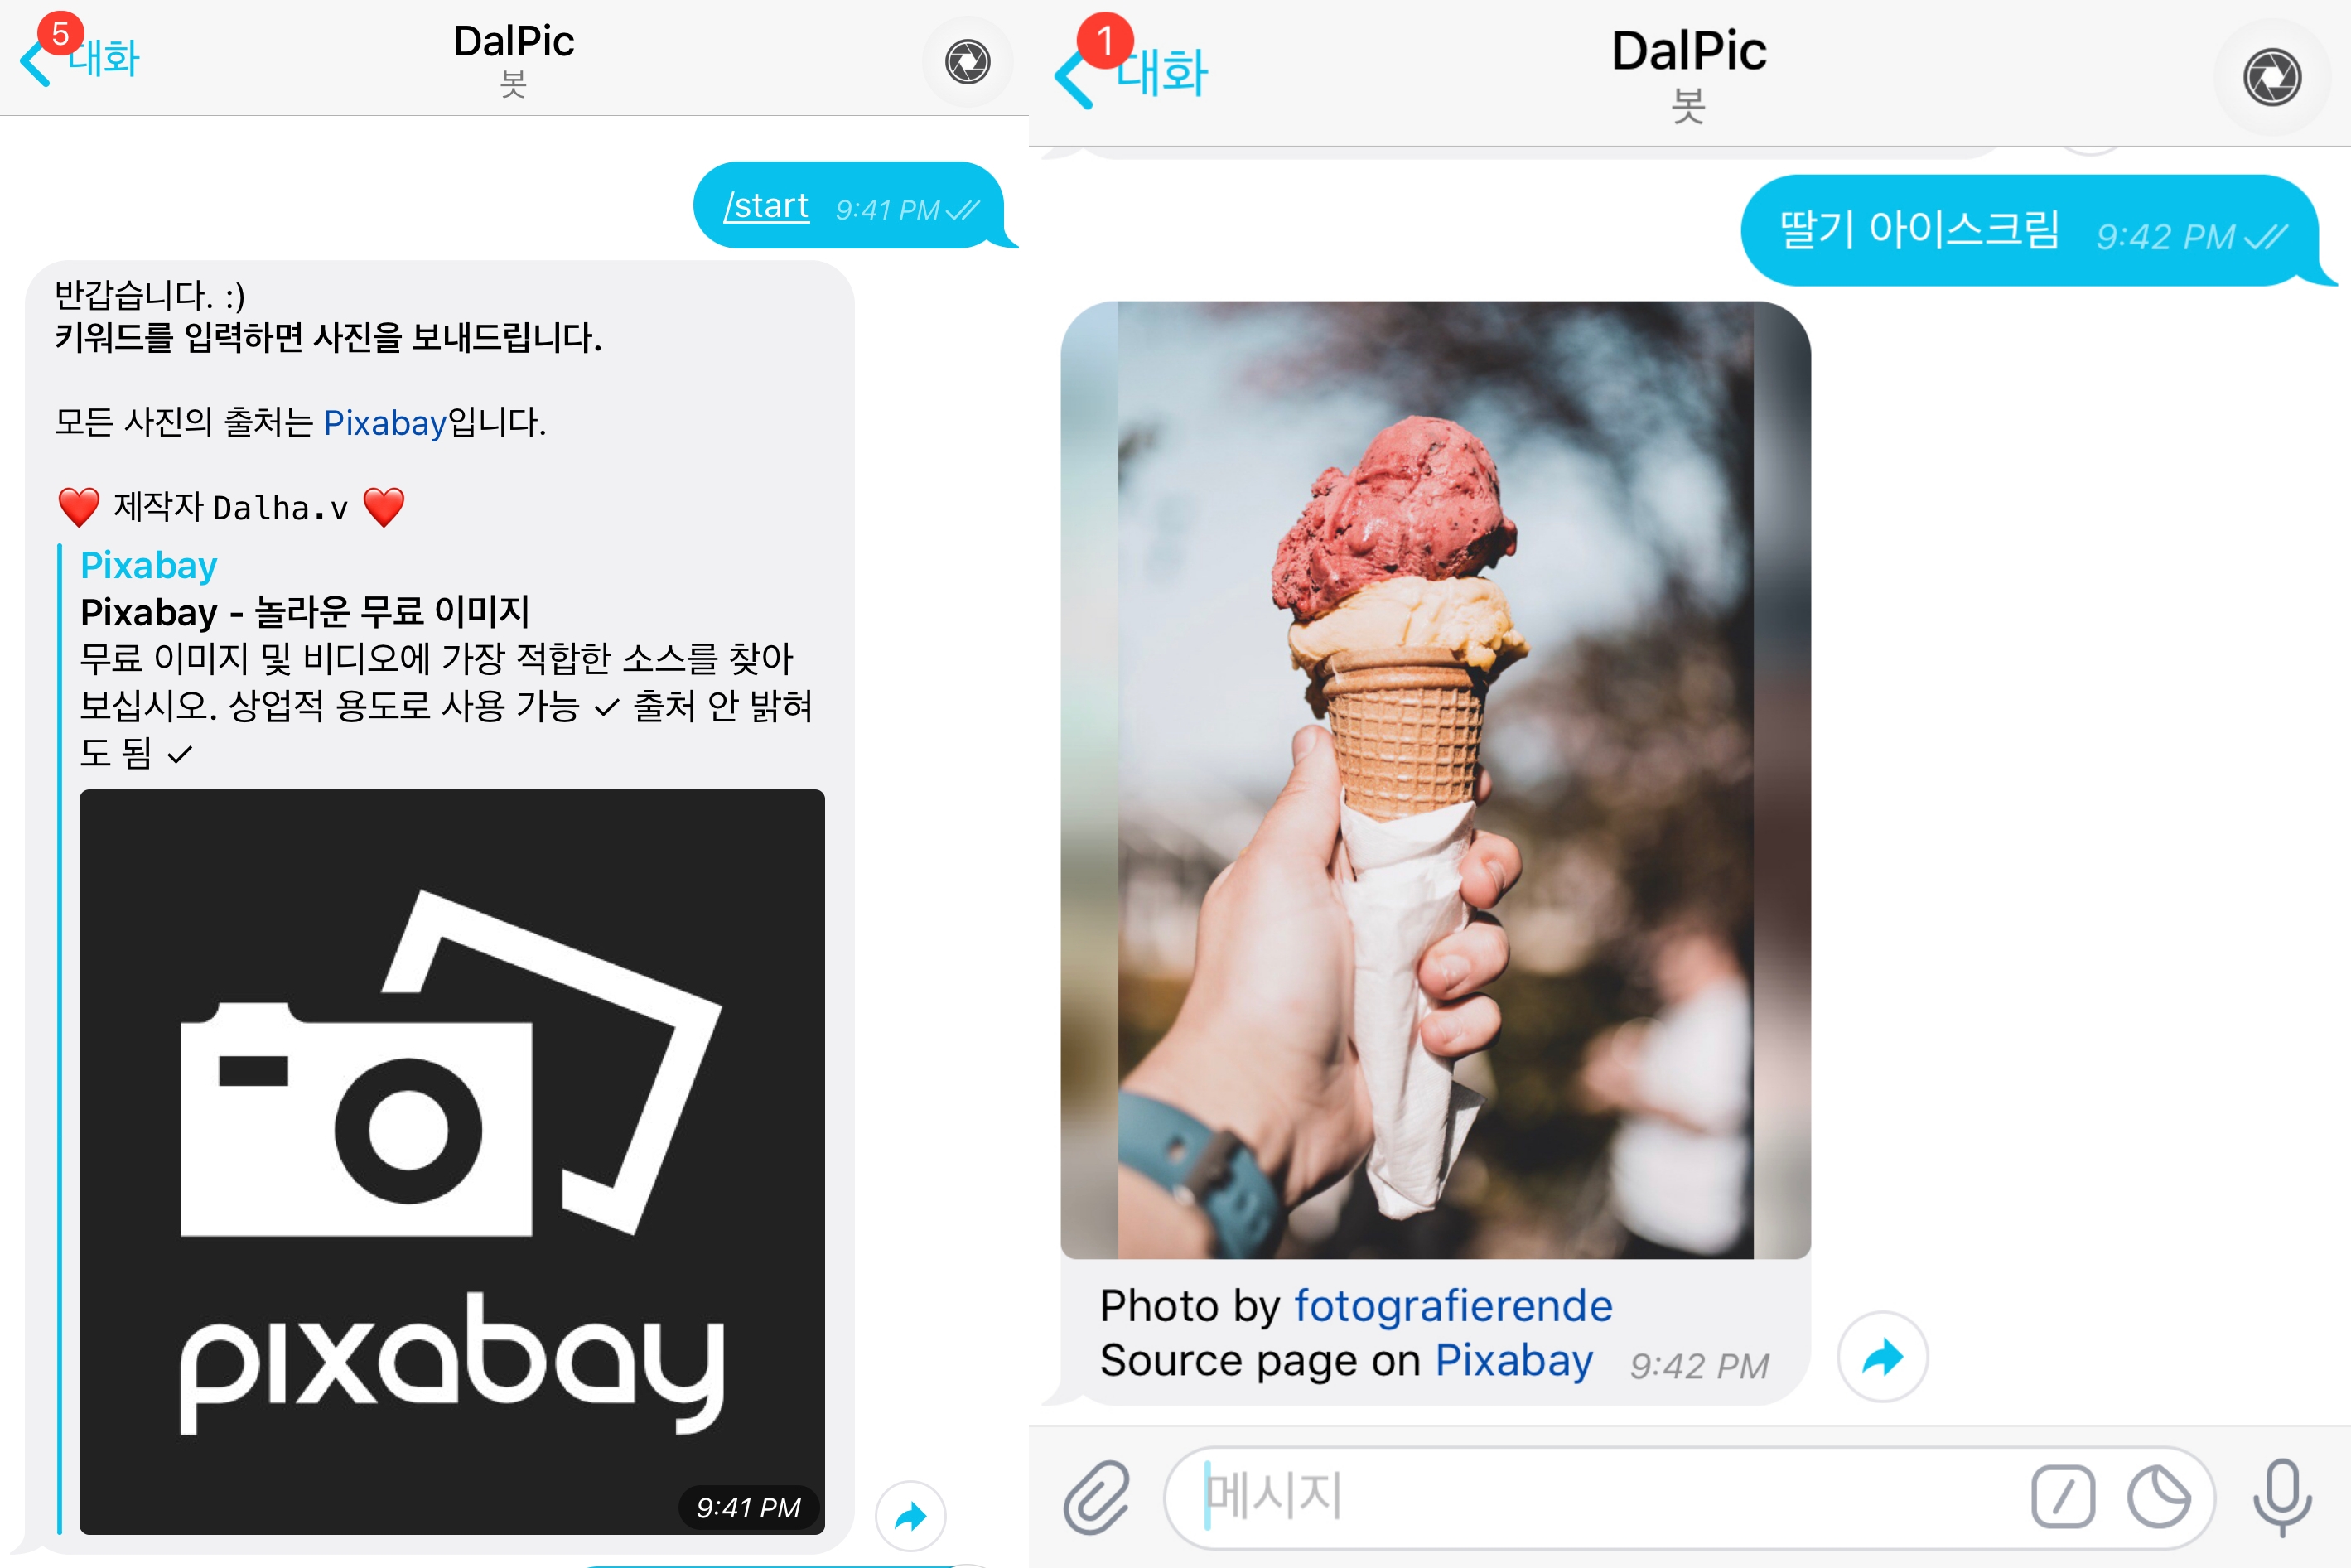 5
대화
DalPic
봇
/start 9:41 PM
반갑습니다. :)
키워드를 입력하면 사진을 보내드립니다.
모든 사진의 출처는 Pixabay입니다.
❤️ 제작자 Dalha.v ❤️
Pixabay
Pixabay - 놀라운 무료 이미지
무료 이미지 및 비디오에 가장 적합한 소스를 찾아
보십시오. 상업적 용도로 사용 가능 ✓ 출처 안 밝혀
도 됨 ✓
pixabay
9:41 PM
1
대화
DalPic
봇
딸기 아이스크림 9:42 PM
Photo by fotografierende
Source page on Pixabay 9:42 PM
메시지